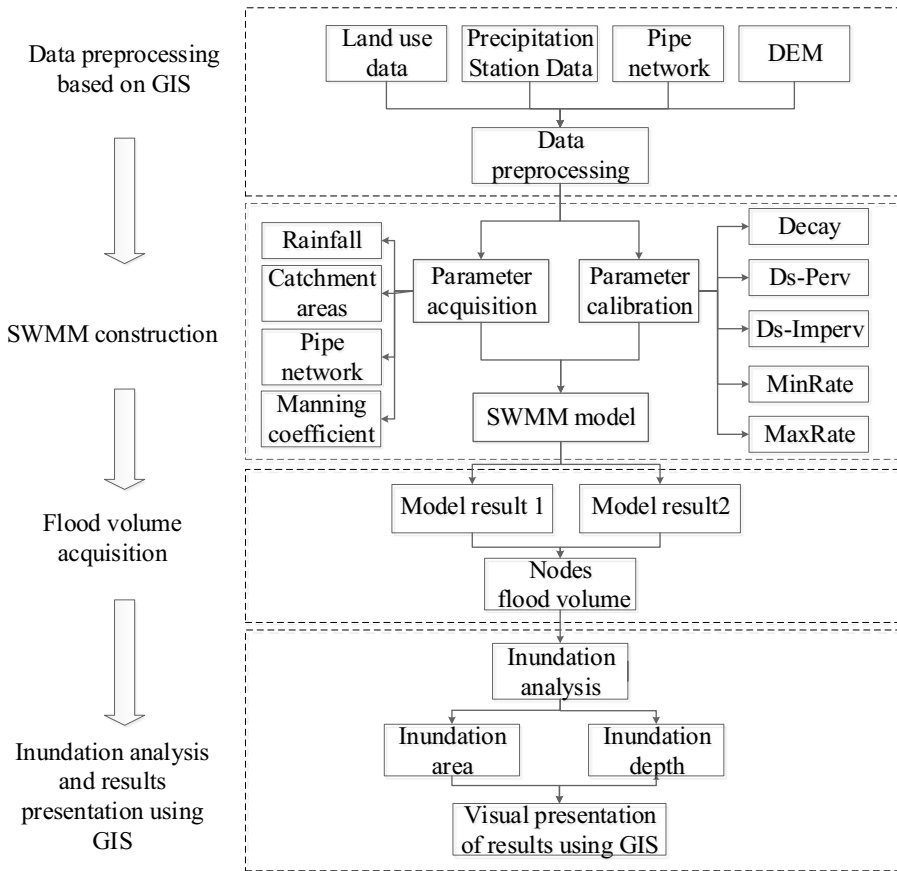 Data preprocessing
based on GIS
Land use
data
Precipitation
Station Data
Pipe
network
DEM
Data
preprocessing
SWMM construction
Rainfall
Catchment
areas
Pipe
network
Manning
coefficient
Parameter
acquisition
Parameter
calibration
Decay
Ds-Perv
Ds-Imperv
MinRate
MaxRate
SWMM model
Flood volume
acquisition
Model result 1
Model result2
Nodes
flood volume
Inundation analysis
and results
presentation using
GIS
Inundation
analysis
Inundation
area
Inundation
depth
Visual presentation
of results using GIS